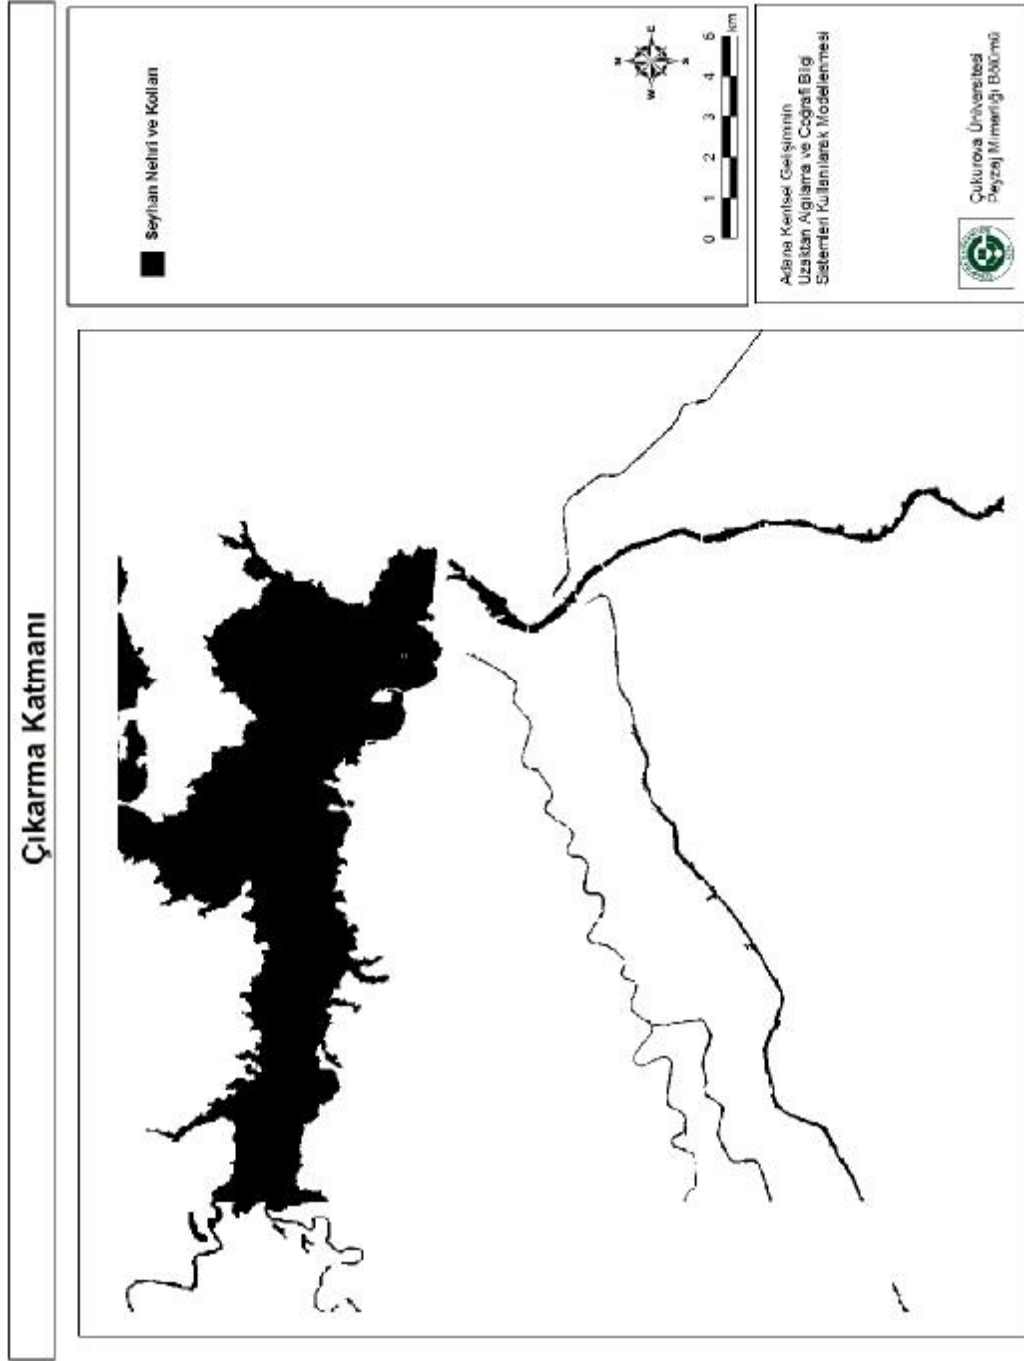 Çıkarma Katmanı
Seyhan Nehri ve Kolları
N
W E
S
0 1 2 3 4 5
km
Adana Kentsel Gelişiminin
Uzaktan Algılama ve Coğrafi Bilgi
Sistemleri Kullanılarak Modellenmesi
Çukurova Üniversitesi
Peyzaj Mimarlığı Bölümü